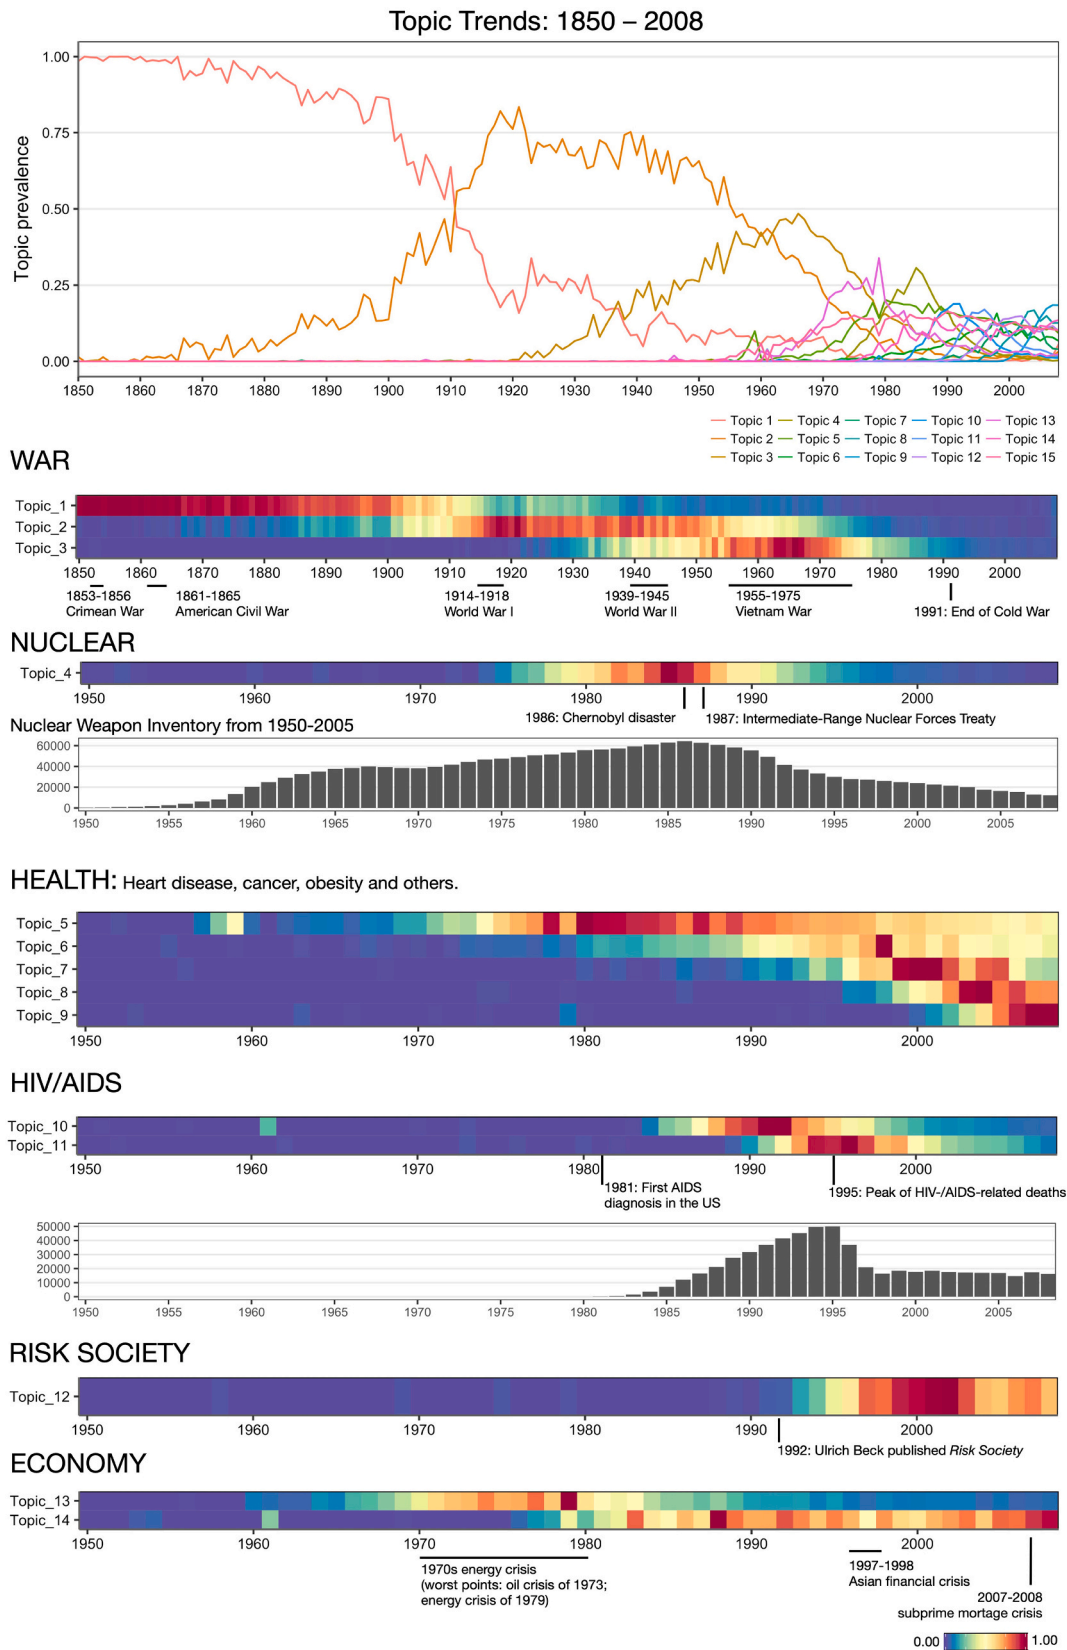 Topic Trends: 1850 – 2008
1.00
0.75
0.50
0.25
0.00
Topic prevalence
1850 1860 1870 1880 1890 1900 1910 1920 1930 1940 1950 1960 1970 1980 1990 2000
Topic 1 Topic 4 Topic 7 Topic 10 Topic 13
Topic 2 Topic 5 Topic 8 Topic 11 Topic 14
Topic 3 Topic 6 Topic 9 Topic 12 Topic 15
WAR
Topic_1
Topic_2
Topic_3
1850 1860 1870 1880 1890 1900 1910 1920 1930 1940 1950 1960 1970 1980 1990 2000
1853-1856 1861-1865 1914-1918 1939-1945 1955-1975 1991: End of Cold War
Crimean War American Civil War World War I World War II Vietnam War
NUCLEAR
Topic_4
1950 1960 1970 1980 1990 2000
1986: Chernobyl disaster 1987: Intermediate-Range Nuclear Forces Treaty
Nuclear Weapon Inventory from 1950-2005
60000
40000
20000
0
1950 1955 1960 1965 1970 1975 1980 1985 1990 1995 2000 2005
HEALTH: Heart disease, cancer, obesity and others.
Topic_5
Topic_6
Topic_7
Topic_8
Topic_9
1950 1960 1970 1980 1990 2000
HIV/AIDS
Topic_10
Topic_11
1950 1960 1970 1980 1990 2000
1981: First AIDS 1995: Peak of HIV-/AIDS-related deaths
diagnosis in the US
50000
40000
30000
20000
10000
0
1950 1955 1960 1965 1970 1975 1980 1985 1990 1995 2000 2005
RISK SOCIETY
Topic_12
1950 1960 1970 1980 1990 2000
1992: Ulrich Beck published Risk Society
ECONOMY
Topic_13
Topic_14
1950 1960 1970 1980 1990 2000
1970s energy crisis
(worst points: oil crisis of 1973;
energy crisis of 1979)
1997-1998
Asian financial crisis
2007-2008
subprime mortage crisis
0.00 1.00